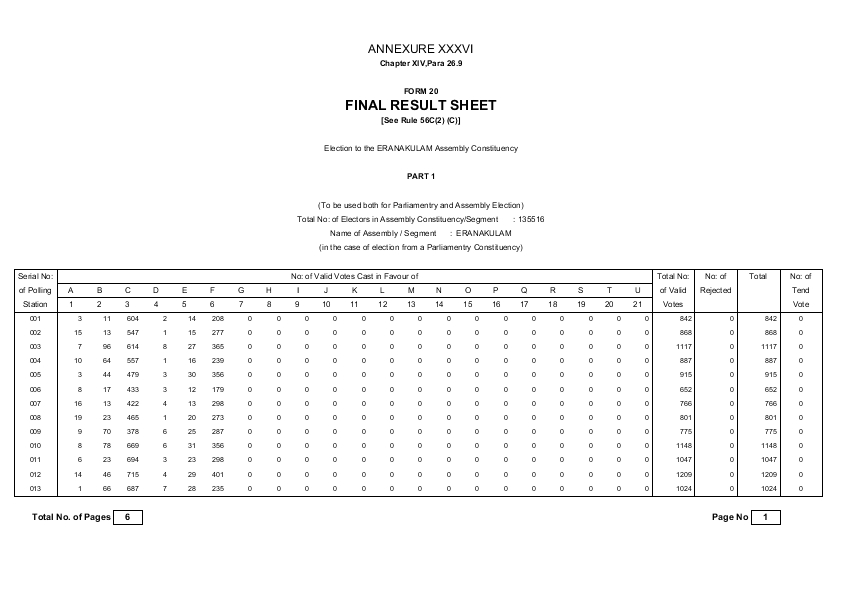 ANNEXURE XXXVI
Chapter XIV,Para 26.9
FORM 20
FINAL RESULT SHEET
[See Rule 56C(2) (C)]
Election to the ERANAKULAM Assembly Constituency
PART 1
(To be used both for Parliamentry and Assembly Election)
Total No: of Electors in Assembly Constituency/Segment : 135516
Name of Assembly / Segment : ERANAKULAM
(in the case of election from a Parliamentry Constituency)
Serial No: No: of Valid Votes Cast in Favour of Total No: No: of Total No: of
of Polling A B C D E F G H I J K L M N O P Q R S T U of Valid Rejected Tend
Station 1 2 3 4 5 6 7 8 9 10 11 12 13 14 15 16 17 18 19 20 21 Votes Vote
001 3 11 604 2 14 208 0 0 0 0 0 0 0 0 0 0 0 0 0 0 0 842 0 842 0
002 15 13 547 1 15 277 0 0 0 0 0 0 0 0 0 0 0 0 0 0 0 868 0 868 0
003 7 96 614 8 27 365 0 0 0 0 0 0 0 0 0 0 0 0 0 0 0 1117 0 1117 0
004 10 64 557 1 16 239 0 0 0 0 0 0 0 0 0 0 0 0 0 0 0 887 0 887 0
005 3 44 479 3 30 356 0 0 0 0 0 0 0 0 0 0 0 0 0 0 0 915 0 915 0
006 8 17 433 3 12 179 0 0 0 0 0 0 0 0 0 0 0 0 0 0 0 652 0 652 0
007 16 13 422 4 13 298 0 0 0 0 0 0 0 0 0 0 0 0 0 0 0 766 0 766 0
008 19 23 465 1 20 273 0 0 0 0 0 0 0 0 0 0 0 0 0 0 0 801 0 801 0
009 9 70 378 6 25 287 0 0 0 0 0 0 0 0 0 0 0 0 0 0 0 775 0 775 0
010 8 78 669 6 31 356 0 0 0 0 0 0 0 0 0 0 0 0 0 0 0 1148 0 1148 0
011 6 23 694 3 23 298 0 0 0 0 0 0 0 0 0 0 0 0 0 0 0 1047 0 1047 0
012 14 46 715 4 29 401 0 0 0 0 0 0 0 0 0 0 0 0 0 0 0 1209 0 1209 0
013 1 66 687 7 28 235 0 0 0 0 0 0 0 0 0 0 0 0 0 0 0 1024 0 1024 0
Total No. of Pages 6 Page No 1